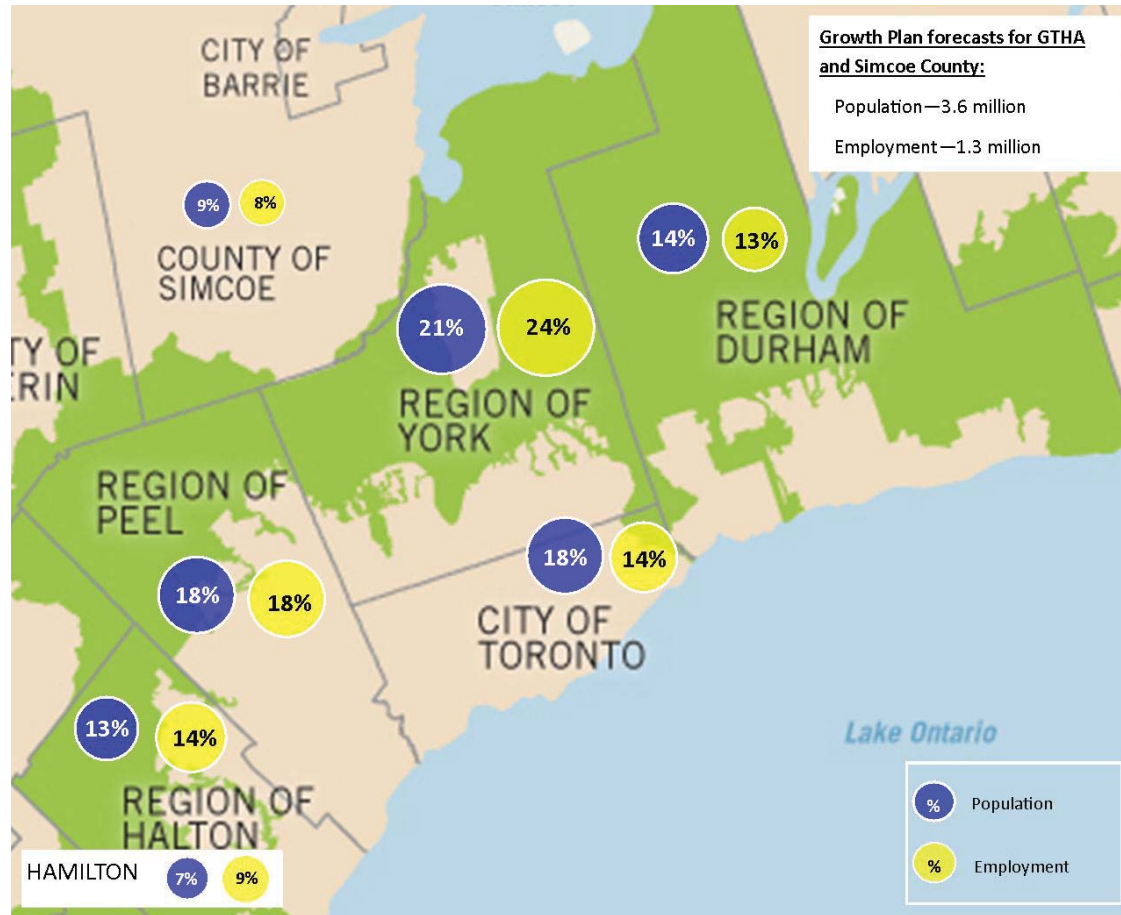 CITY OF
BARRIE
Growth Plan forecasts for GTHA
and Simcoe County:
Population—3.6 million
Employment—1.3 million
9% 8%
COUNTY OF
SIMCOE
14% 13%
REGION OF
DURHAM
21% 24%
REGION OF
YORK
TY OF
ERIN
REGION OF
PEEL
18% 18%
18% 14%
CITY OF
TORONTO
13% 14%
REGION OF
HALTON
Lake Ontario
HAMILTON 7% 9%
% Population
% Employment